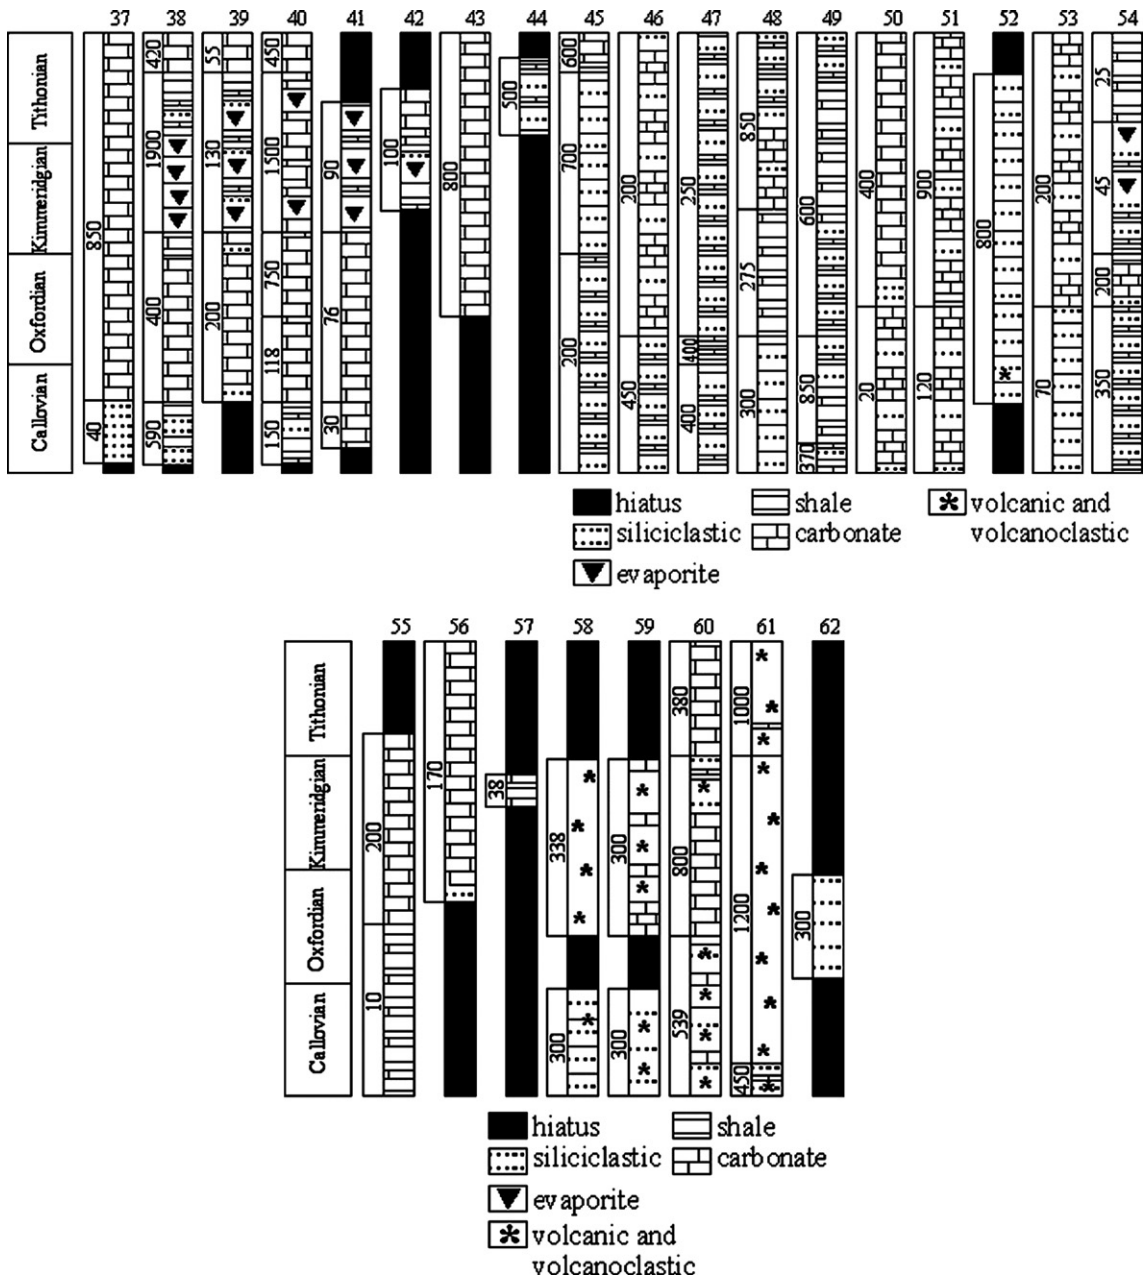 37 38 39 40 41 42 43 44 45 46 47 48 49 50 51 52 53 54
Tithonian
Kimmeridgian
Oxfordian
Callovian
850
40
420
1900
400
590
55
130
200
450
1500
750
118
150
90
76
30
100
800
500
600
700
200
200
450
250
400
400
850
275
300
600
850
370
400
20
900
120
800
200
70
25
45
200
350
hiatus
shale
volcanic and
volcanoclastic
siliciclastic
carbonate
evaporite
55 56 57 58 59 60 61 62
Tithonian
Kimmeridgian
Oxfordian
Callovian
200
10
170
38
338
300
300
300
380
800
539
1000
1200
450
300
hiatus
shale
siliciclastic
carbonate
evaporite
volcanic and
volcanoclastic